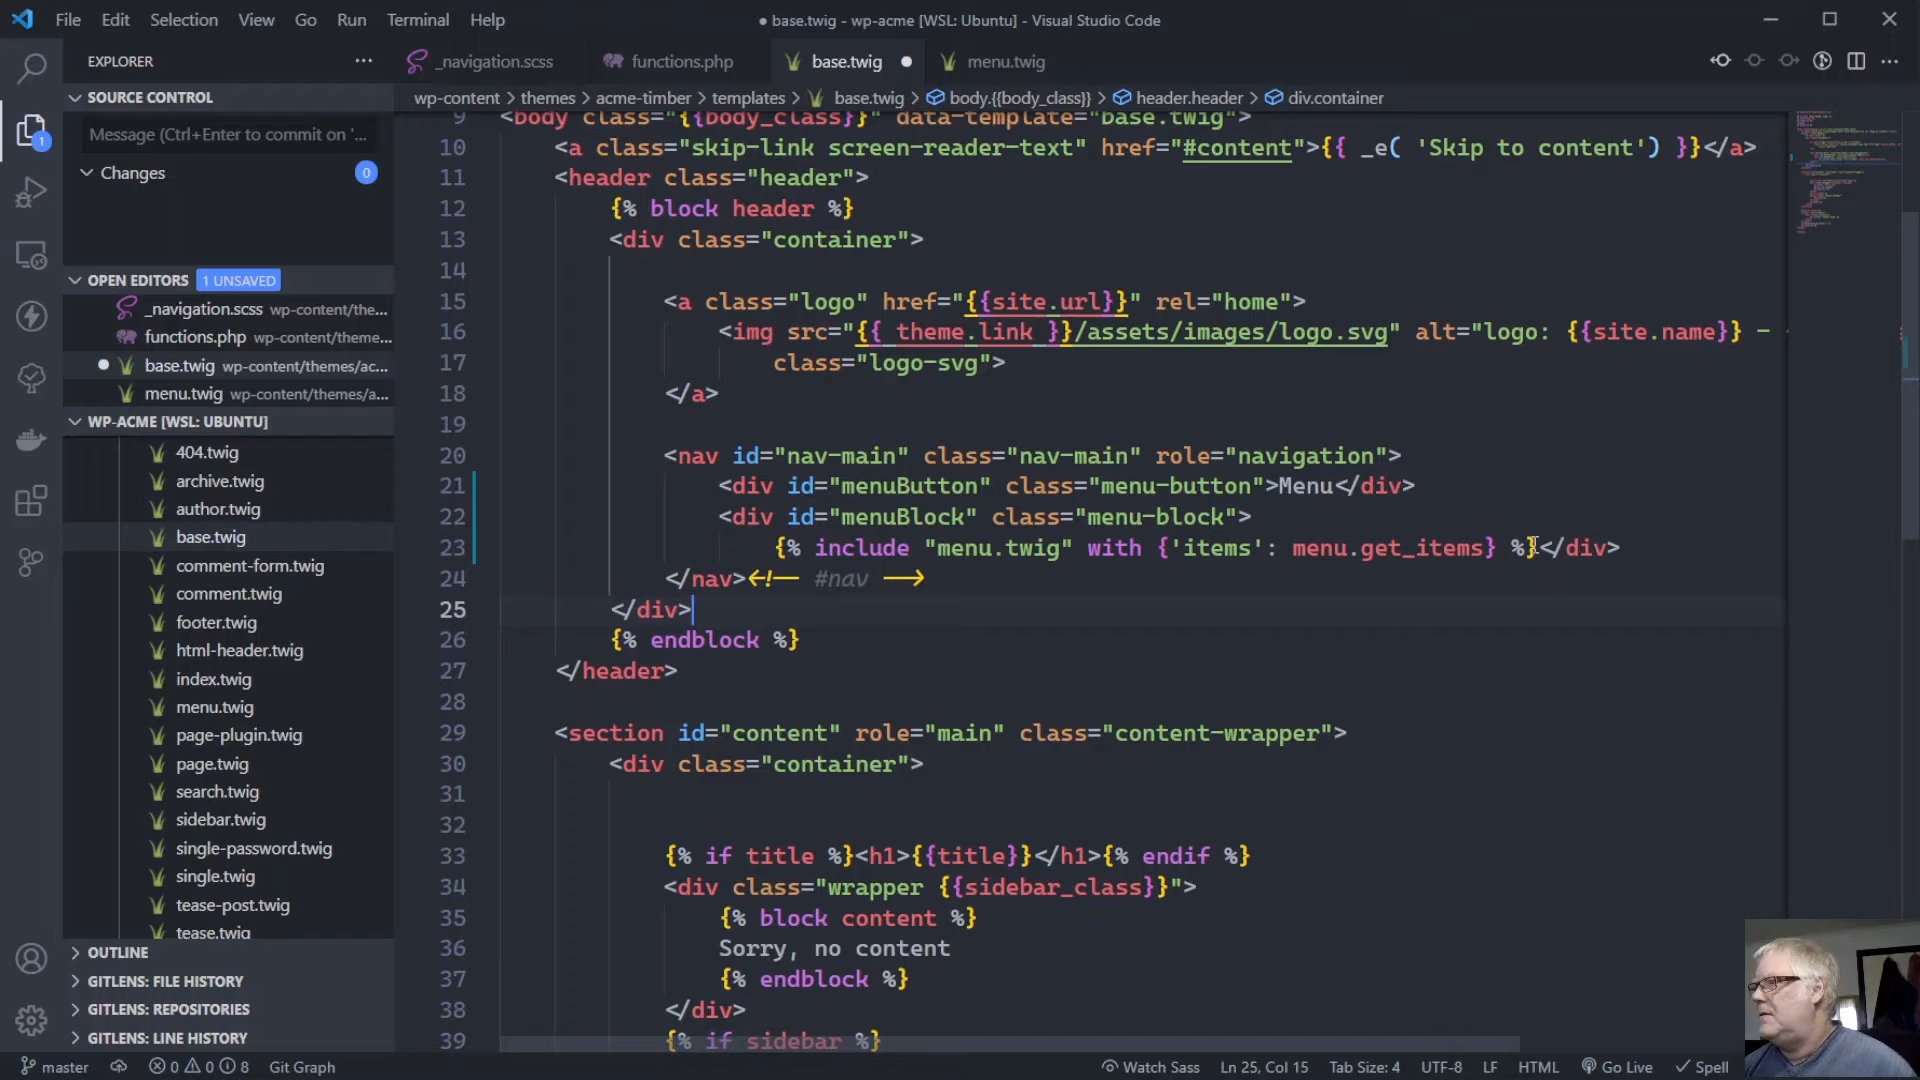 File Edit Selection View Go Run Terminal Help
● base.twig - wp-acme [WSL: Ubuntu] - Visual Studio Code
EXPLORER
_navigation.scss functions.php base.twig menu.twig
wp-content > themes > acme-timber > templates > base.twig > body.{{body_class}} > header.header > div.container
SOURCE CONTROL
Message (Ctrl+Enter to commit on '...
Changes 0
1
OPEN EDITORS 1 UNSAVED
_navigation.scss wp-content/the...
functions.php wp-content/theme...
base.twig wp-content/themes/ac...
menu.twig wp-content/themes/a...
WP-ACME [WSL: UBUNTU]
404.twig
archive.twig
author.twig
base.twig
comment-form.twig
comment.twig
footer.twig
html-header.twig
index.twig
menu.twig
page-plugin.twig
page.twig
search.twig
sidebar.twig
single-password.twig
single.twig
tease-post.twig
tease.twig
OUTLINE
GITLENS: FILE HISTORY
GITLENS: REPOSITORIES
GITLENS: LINE HISTORY
9 <body class="{{body_class}}" data-template="base.twig">
10 <a class="skip-link screen-reader-text" href="#content">{{ _e( 'Skip to content') }}</a>
11 <header class="header">
12 {% block header %}
13 <div class="container">
14
15 <a class="logo" href="{{site.url}}" rel="home">
16 <img src="{{ theme.link }}/assets/images/logo.svg" alt="logo: {{site.name}} -
17 class="logo-svg">
18 </a>
19
20 <nav id="nav-main" class="nav-main" role="navigation">
21 <div id="menuButton" class="menu-button">Menu</div>
22 <div id="menuBlock" class="menu-block">
23 {% include "menu.twig" with {'items': menu.get_items} %}</div>
24 </nav><!-- #nav -->
25 </div>
26 {% endblock %}
27 </header>
28
29 <section id="content" role="main" class="content-wrapper">
30 <div class="container">
31
32
33 {% if title %}<h1>{{title}}</h1>{% endif %}
34 <div class="wrapper {{sidebar_class}}">
35 {% block content %}
36 Sorry, no content
37 {% endblock %}
38 </div>
39 {% if sidebar %}
master 0 0 8 Git Graph Watch Sass Ln 25, Col 15 Tab Size: 4 UTF-8 LF HTML Go Live Spell